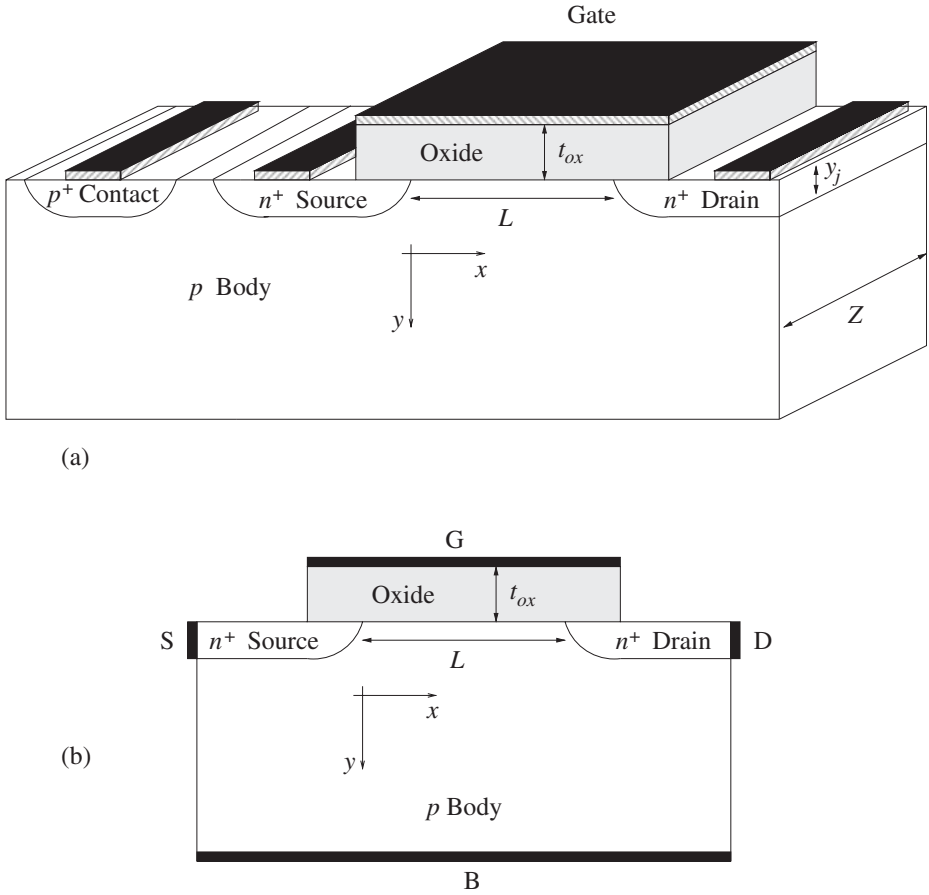 Gate
Oxide
t_ox
p⁺ Contact
n⁺ Source
n⁺ Drain
y_j
L
x
p Body
y
Z
(a)
G
Oxide
t_ox
S
n⁺ Source
n⁺ Drain
D
L
x
(b)
y
p Body
B